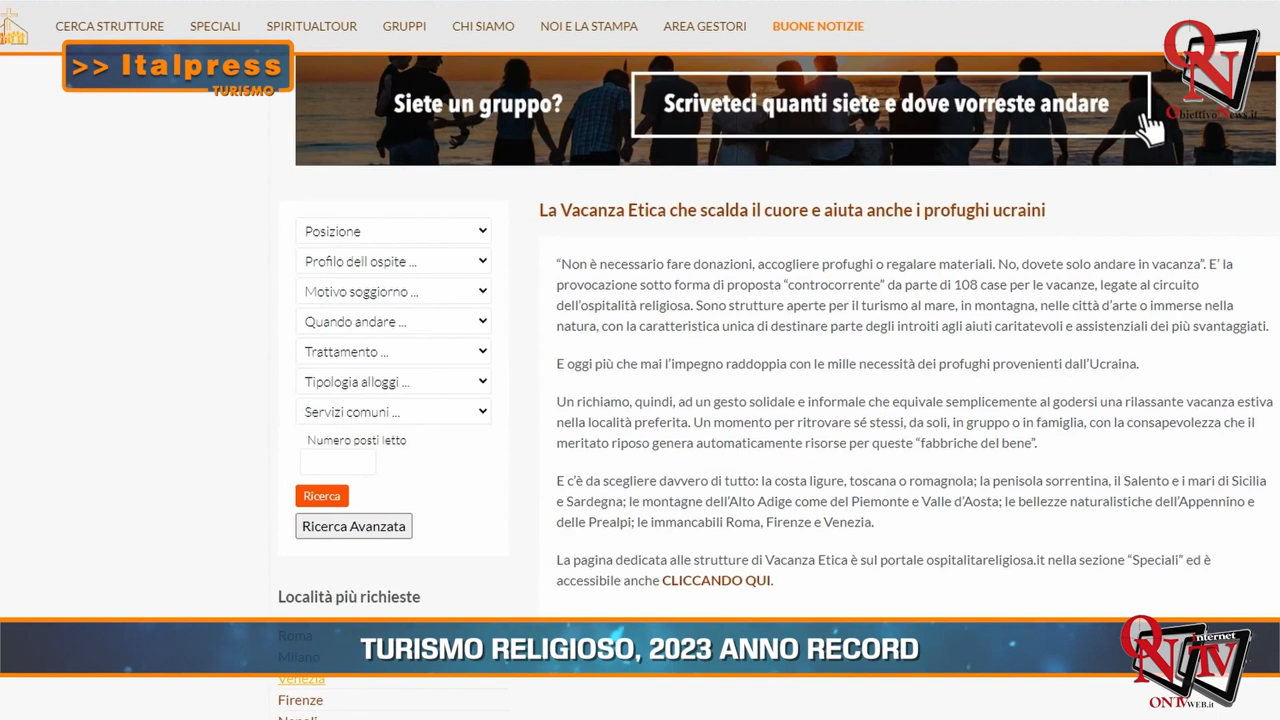 CERCA STRUTTURE SPECIALI SPIRITUALTOUR GRUPPI CHI SIAMO NOI E LA STAMPA AREA GESTORI BUONE NOTIZIE
>> Italpress
TURISMO
Siete un gruppo? Scriveteci quanti siete e dove vorreste andare
ON
ObiettivoNews.it
Posizione
Profilo dell ospite ...
Motivo soggiorno ...
Quando andare ...
Trattamento ...
Tipologia alloggi ...
Servizi comuni ...
Numero posti letto
Ricerca
Ricerca Avanzata
Località più richieste
Roma
Milano
Venezia
Firenze
Napoli
La Vacanza Etica che scalda il cuore e aiuta anche i profughi ucraini
“Non è necessario fare donazioni, accogliere profughi o regalare materiali. No, dovete solo andare in vacanza”. E’ la
provocazione sotto forma di proposta “controcorrente” da parte di 108 case per le vacanze, legate al circuito
dell’ospitalità religiosa. Sono strutture aperte per il turismo al mare, in montagna, nelle città d’arte o immerse nella
natura, con la caratteristica unica di destinare parte degli introiti agli aiuti caritatevoli e assistenziali dei più svantaggiati.
E oggi più che mai l’impegno raddoppia con le mille necessità dei profughi provenienti dall’Ucraina.
Un richiamo, quindi, ad un gesto solidale e informale che equivale semplicemente al godersi una rilassante vacanza estiva
nella località preferita. Un momento per ritrovare sé stessi, da soli, in gruppo o in famiglia, con la consapevolezza che il
meritato riposo genera automaticamente risorse per queste “fabbriche del bene”.
E c’è da scegliere davvero di tutto: la costa ligure, toscana o romagnola; la penisola sorrentina, il Salento e i mari di Sicilia
e Sardegna; le montagne dell’Alto Adige come del Piemonte e Valle d’Aosta; le bellezze naturalistiche dell’Appennino e
delle Prealpi; le immancabili Roma, Firenze e Venezia.
La pagina dedicata alle strutture di Vacanza Etica è sul portale ospitalitareligiosa.it nella sezione “Speciali” ed è
accessibile anche CLICCANDO QUI.
TURISMO RELIGIOSO, 2023 ANNO RECORD
internet
ON TV
ONTVWEB.it